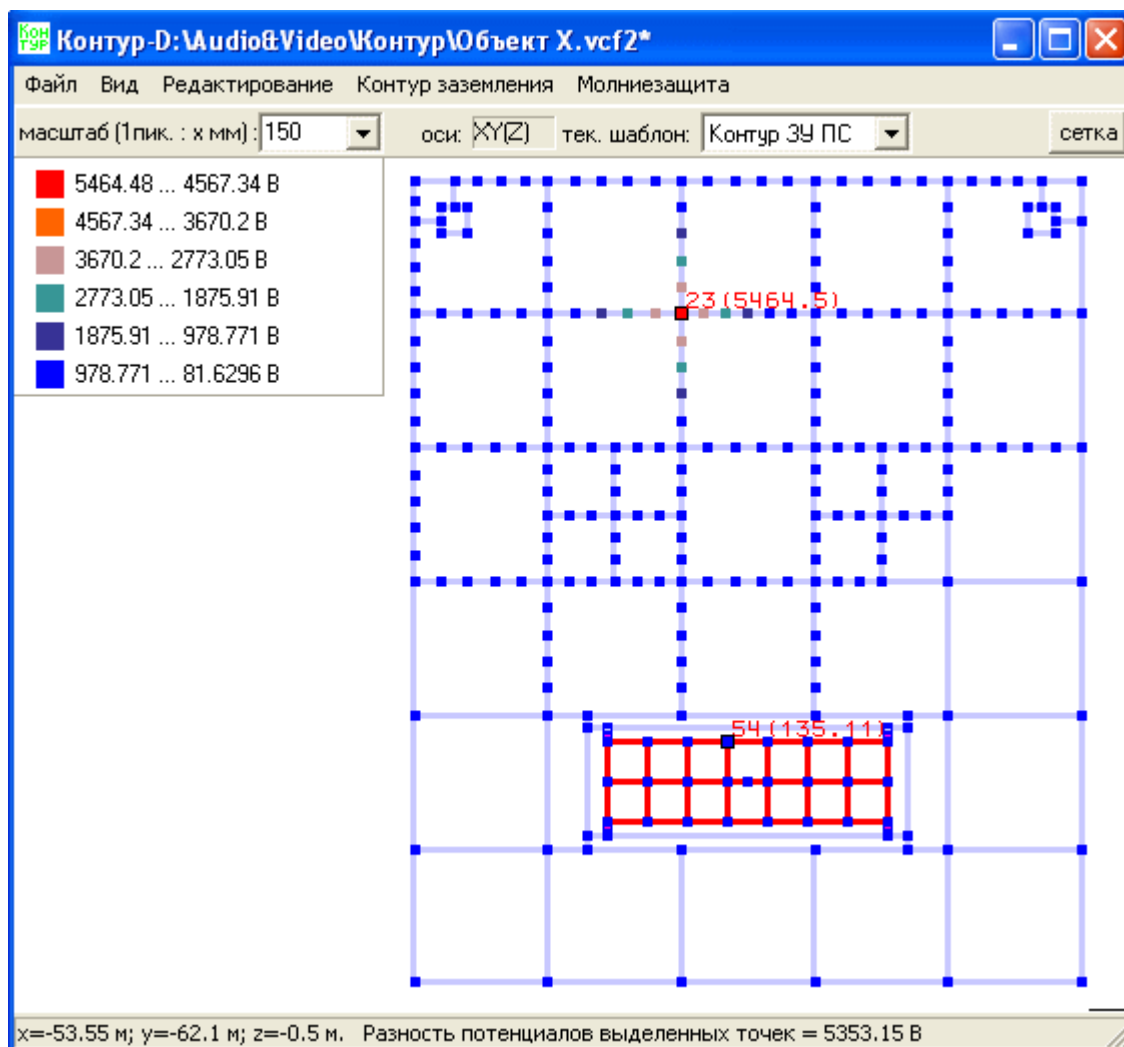 Контур-D:\Audio&Video\Контур\Объект X.vcf2*
Файл Вид Редактирование Контур заземления Молниезащита
масштаб (1пик. : х мм) : 150 оси: XY(Z) тек. шаблон: Контур ЗУ ПС сетка
5464.48 ... 4567.34 В
4567.34 ... 3670.2 В
3670.2 ... 2773.05 В
2773.05 ... 1875.91 В
1875.91 ... 978.771 В
978.771 ... 81.6296 В
23(5464.5)
54(135.11)
x=-53.55 м; y=-62.1 м; z=-0.5 м. Разность потенциалов выделенных точек = 5353.15 В